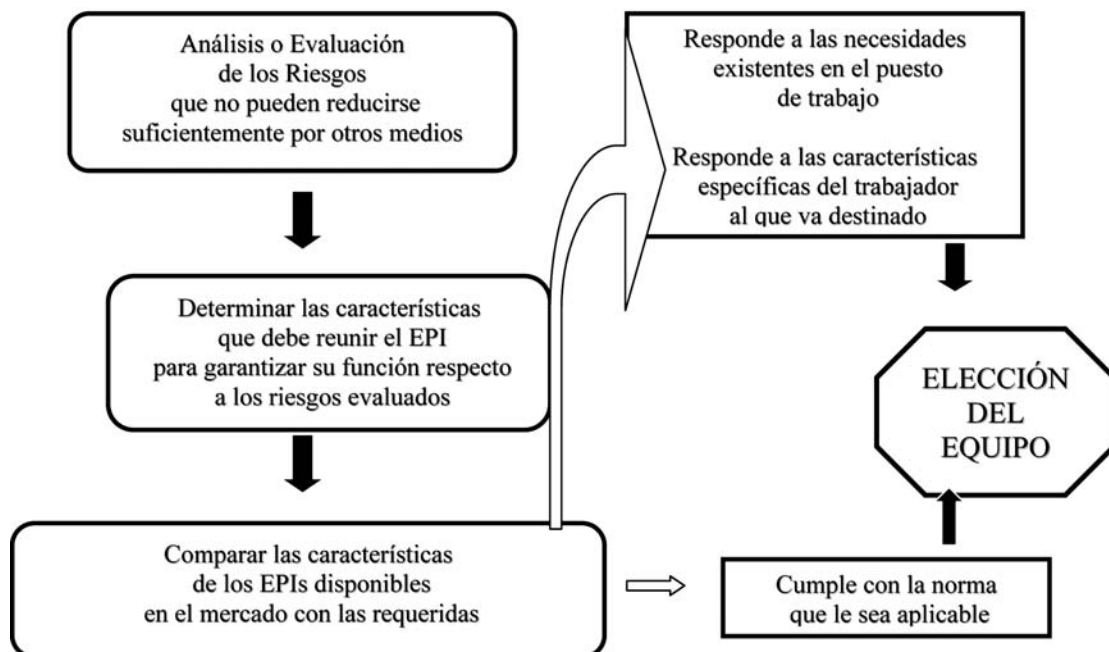 Análisis o Evaluación
de los Riesgos
que no pueden reducirse
suficientemente por otros medios
Determinar las características
que debe reunir el EPI
para garantizar su función respecto
a los riesgos evaluados
Comparar las características
de los EPIs disponibles
en el mercado con las requeridas
Responde a las necesidades
existentes en el puesto
de trabajo
Responde a las características
específicas del trabajador
al que va destinado
Cumple con la norma
que le sea aplicable
ELECCIÓN
DEL
EQUIPO